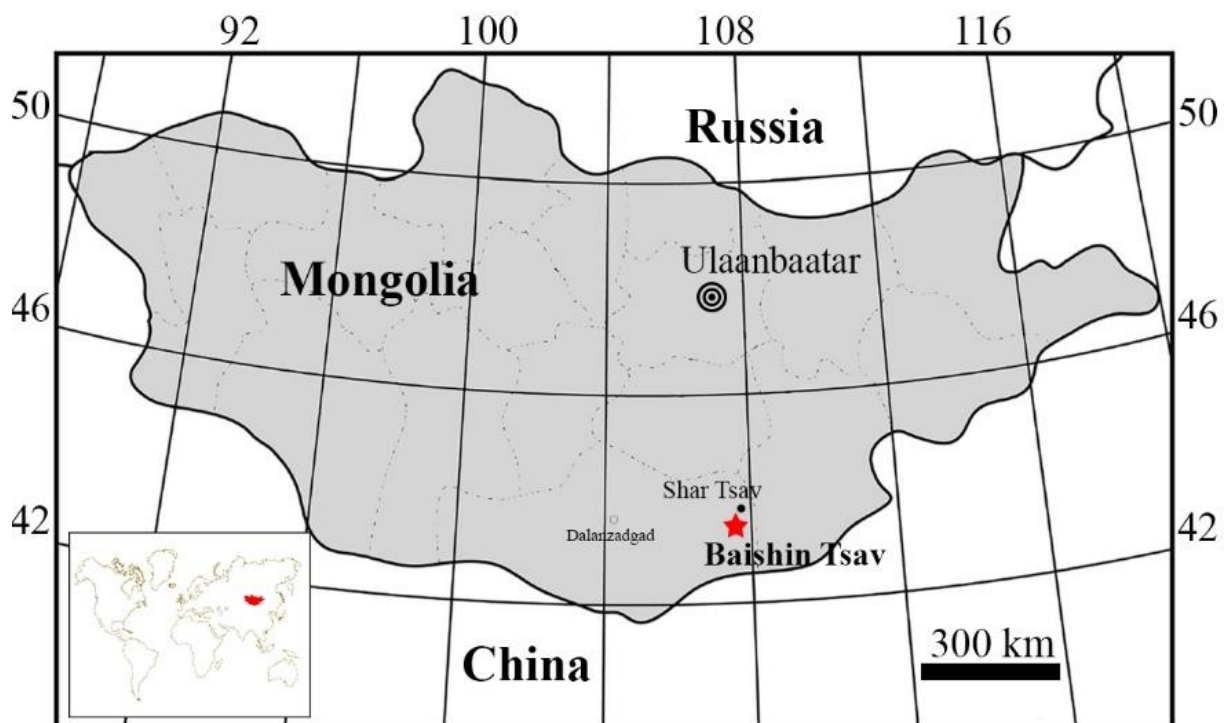 92 100 108 116
50 50
Russia
Ulaanbaatar
Mongolia
46 46
Shar Tsav
42 42
Dalanzadgad
Baishin Tsav
300 km
China